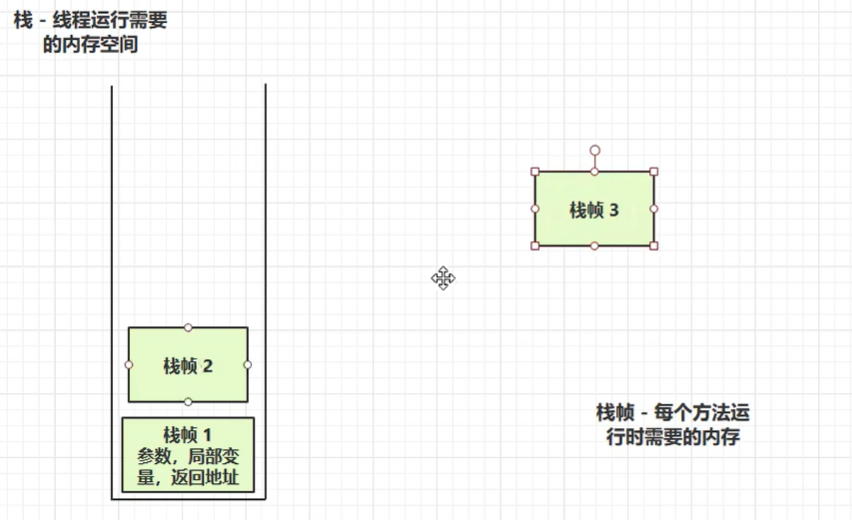 栈 - 线程运行需要
的内存空间
栈帧 3
栈帧 2
栈帧 - 每个方法运
行时需要的内存
栈帧 1
参数，局部变
量，返回地址